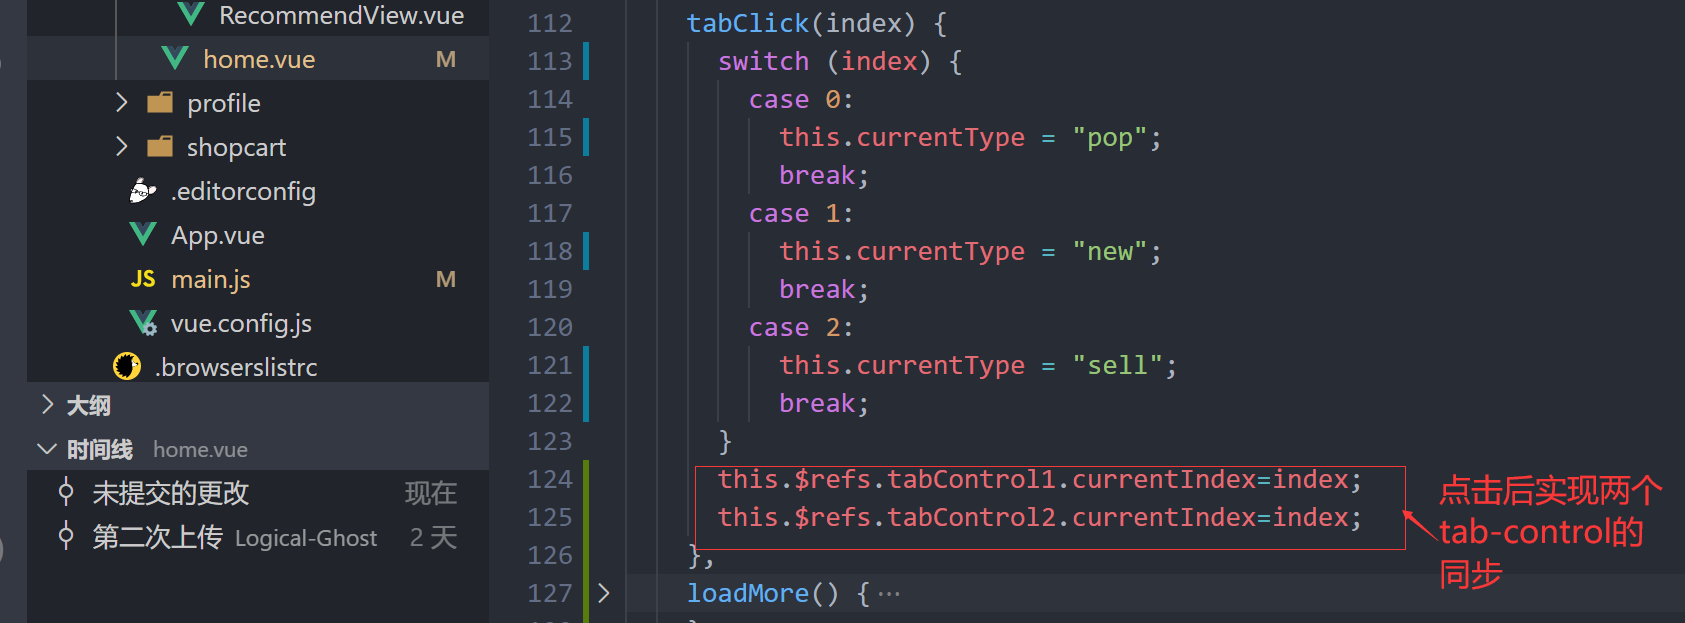 RecommendView.vue
home.vue M
profile
shopcart
.editorconfig
App.vue
JS main.js M
vue.config.js
.browserslistrc
大纲
时间线 home.vue
未提交的更改 现在
第二次上传 Logical-Ghost 2 天
112 tabClick(index) {
113 switch (index) {
114 case 0:
115 this.currentType = "pop";
116 break;
117 case 1:
118 this.currentType = "new";
119 break;
120 case 2:
121 this.currentType = "sell";
122 break;
123 }
124 this.$refs.tabControl1.currentIndex=index;
125 this.$refs.tabControl2.currentIndex=index;
126 },
127 loadMore() { ···
点击后实现两个
tab-control的
同步